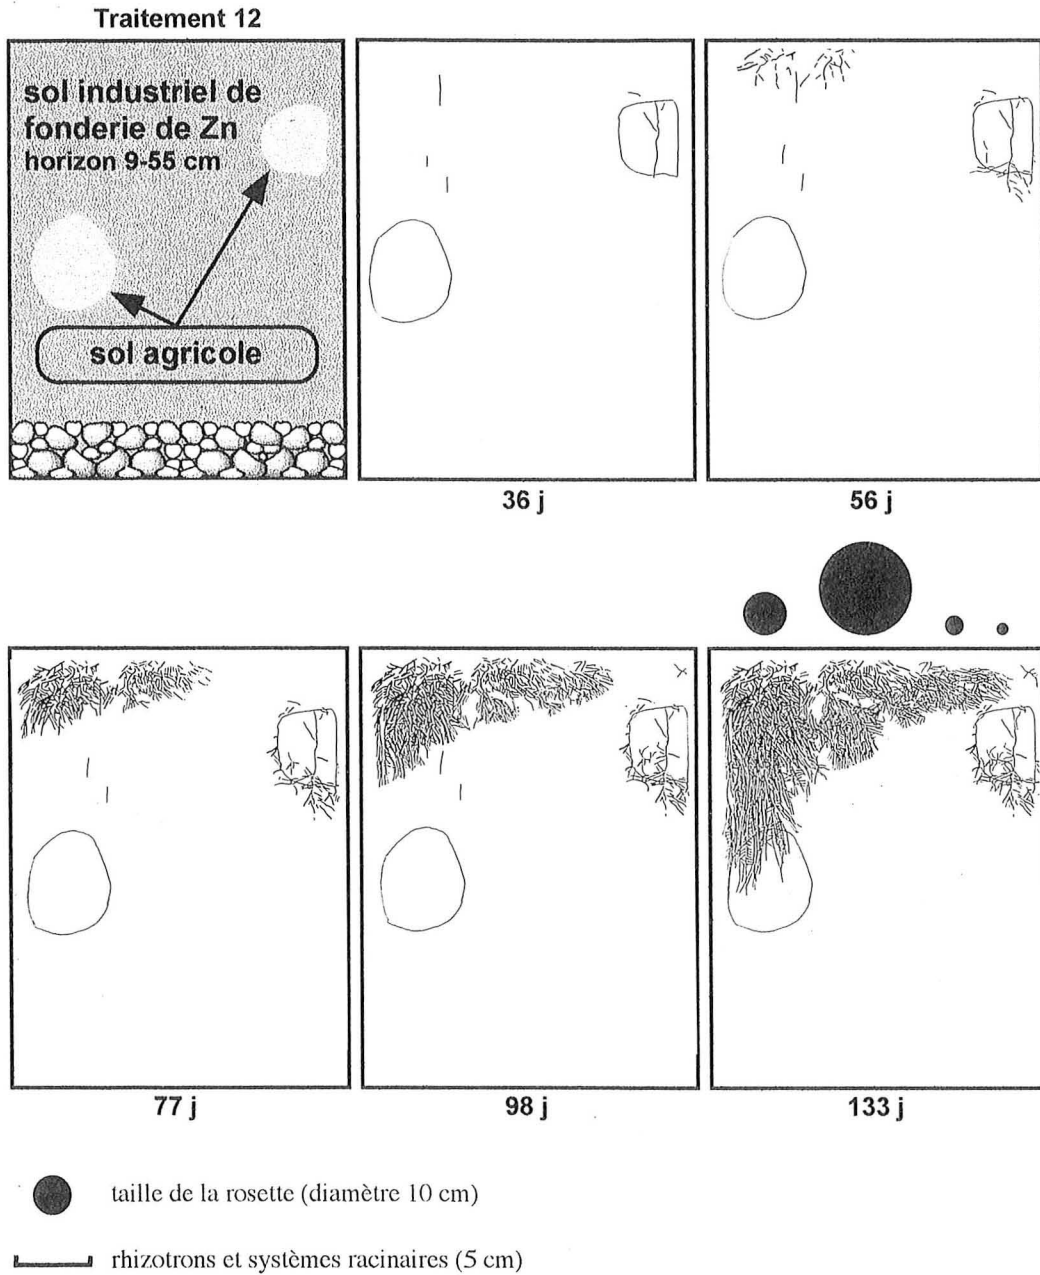 Traitement 12
sol industriel de
fonderie de Zn
horizon 9-55 cm
sol agricole
36 j
56 j
77 j
98 j
133 j
taille de la rosette (diamètre 10 cm)
rhizotrons et systèmes racinaires (5 cm)